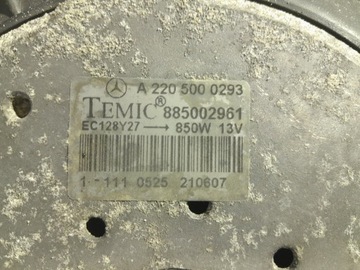 A 220 500 0293
TEMIC® 885002961
EC128Y27 → 850W 13V
1 - 111 0525 210607